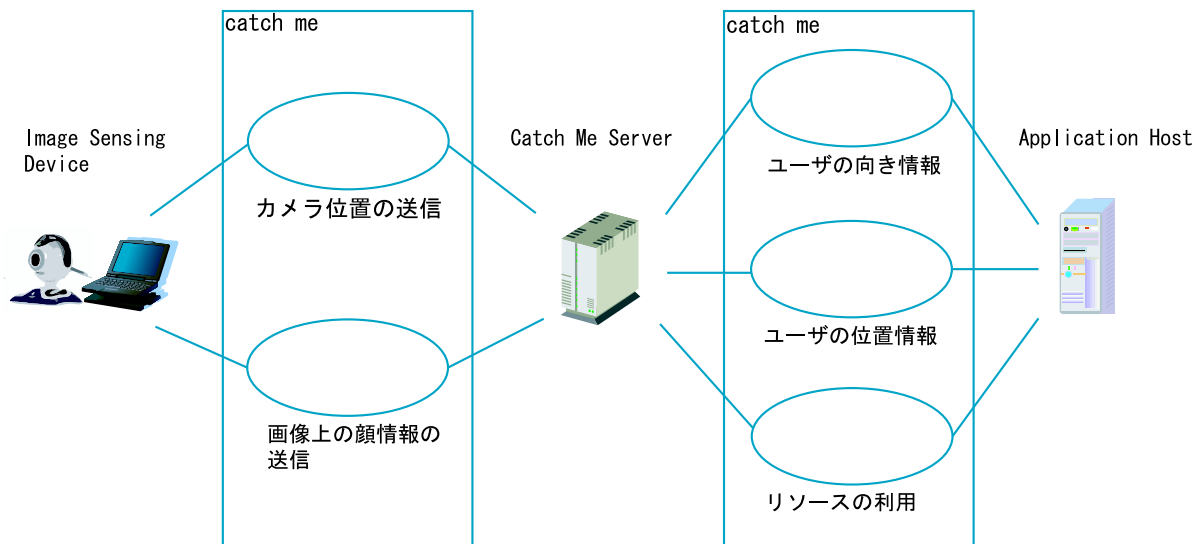 catch me
catch me
Image Sensing
Device
Catch Me Server
Application Host
カメラ位置の送信
画像上の顔情報の
送信
ユーザの向き情報
ユーザの位置情報
リソースの利用